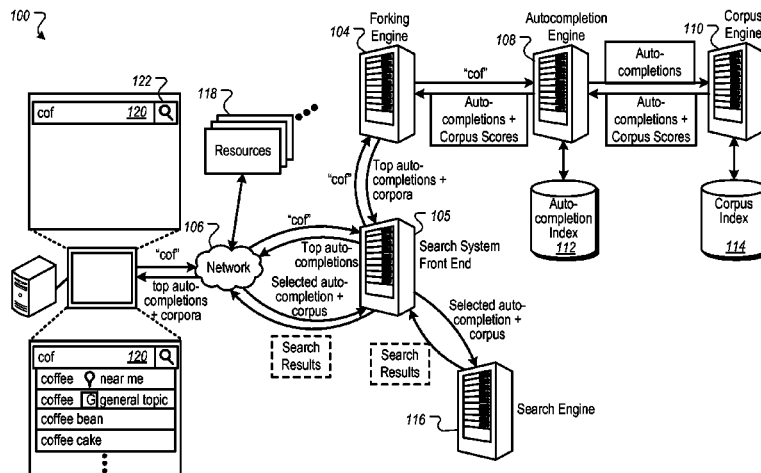 100
Forking
Engine
104
Autocompletion
Engine
108
Corpus Engine
110
122
cof 120
118
Resources
"cof"
Auto-
completions +
Corpus Scores
Auto-
completions
Auto-
completions +
Corpus Scores
"cof"
Top auto-
completions +
corpora
105
Search System
Front End
Auto-
completion
Index
112
Corpus
Index
114
106
Network
"cof"
top auto-
completions
+ corpora
"cof"
Top auto-
completions
Selected auto-
completion +
corpus
Search
Results
Search
Results
Selected auto-
completion +
corpus
116
Search Engine
cof 120
coffee near me
coffee G general topic
coffee bean
coffee cake